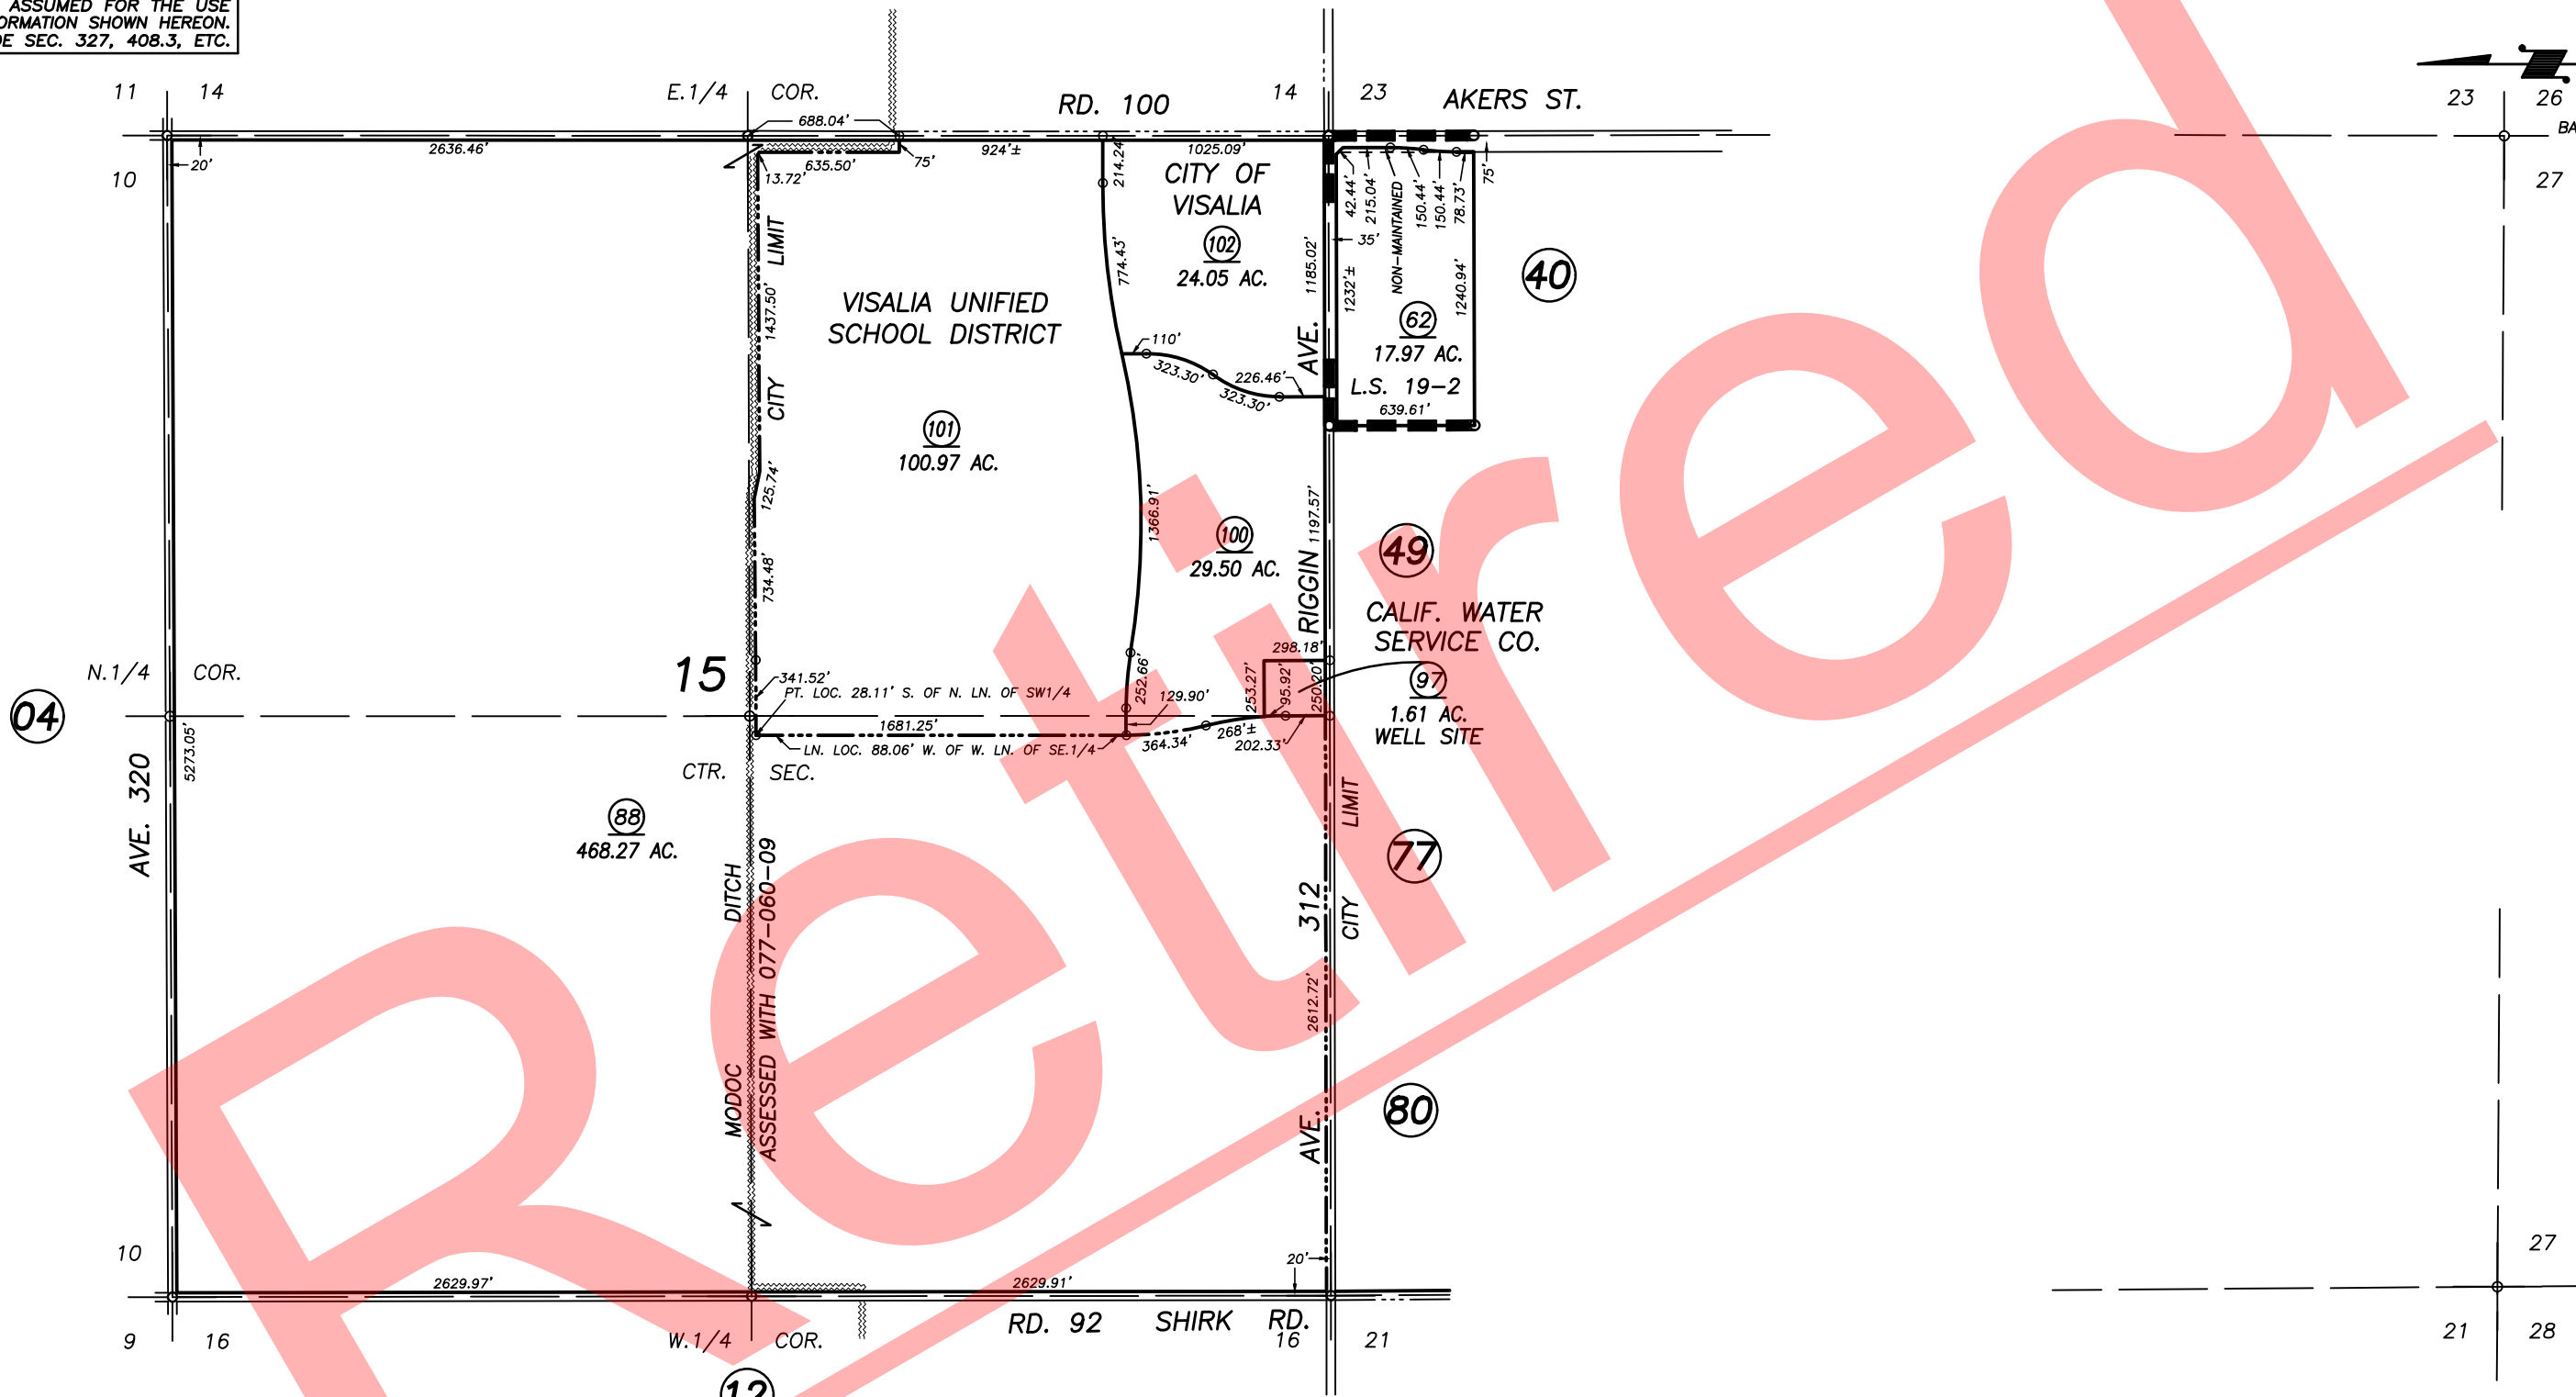 ASSUMED FOR THE USE
ORMATION SHOWN HEREON.
DE SEC. 327, 408.3, ETC.
11 14
E.1/4 COR.
RD. 100
14 23
AKERS ST.
23 26
BA
27
10
20'
2636.46'
688.04'
635.50'
13.72'
75'
924'±
214.24'
1025.09'
CITY OF
VISALIA
102
24.05 AC.
1185.02'
774.43'
42.44'
215.04'
NON-MAINTAINED
150.44'
150.44'
78.73'
75'
35'
1232'±
1240.94'
62
17.97 AC.
L.S. 19-2
639.61'
40
CITY LIMIT
1437.50'
VISALIA UNIFIED
SCHOOL DISTRICT
101
100.97 AC.
110'
323.30'
323.30'
226.46'
125.74'
734.48'
1366.91'
100
29.50 AC.
RIGGIN AVE.
1197.57'
49
CALIF. WATER
SERVICE CO.
97
1.61 AC.
WELL SITE
298.18'
253.27'
95.92'
250.20'
252.66'
129.90'
N.1/4 COR.
15
341.52'
PT. LOC. 28.11' S. OF N. LN. OF SW1/4
1681.25'
LN. LOC. 88.06' W. OF W. LN. OF SE.1/4
364.34'
268'±
202.33'
04
5273.05'
AVE. 320
CTR. SEC.
88
468.27 AC.
MODOC DITCH
ASSESSED WITH 077-060-09
AVE. 312
CITY LIMIT
2612.72'
77
80
10
20'
2629.97'
2629.91'
RD. 92 SHIRK RD.
9 16
W.1/4 COR.
16 21
27
21 28
12
Retired